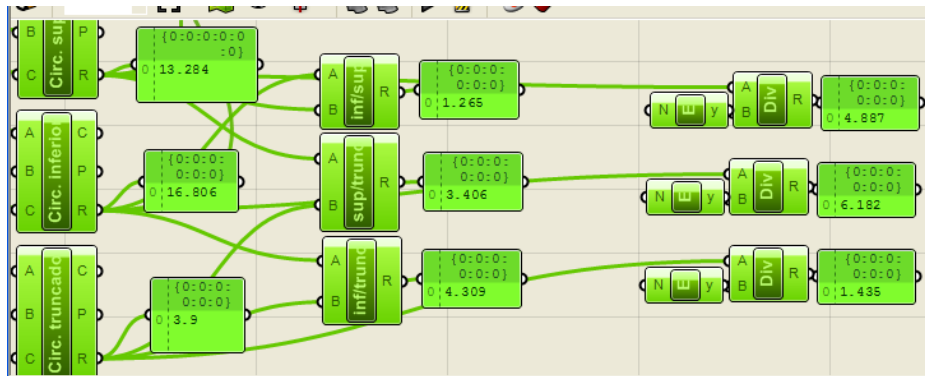 B P
Circ. sup
C R
{0:0:0:0:0
:0}
0 13.284
A
inf/sup
B
R
{0:0:0:
0:0:0}
0 1.265
N E y
A
B
Div
R
{0:0:0:
0:0:0}
0 4.887
A C
B P
C R
Circ. inferio
{0:0:0:
0:0:0}
0 16.806
A
B
sup/trunc
R
{0:0:0:
0:0:0}
0 3.406
N E y
A
B
Div
R
{0:0:0:
0:0:0}
0 6.182
A C
B P
C R
Circ. truncado
{0:0:0:
0:0:0}
0 3.9
A
B
inf/trunc
R
{0:0:0:
0:0:0}
0 4.309
N E y
A
B
Div
R
{0:0:0:
0:0:0}
0 1.435